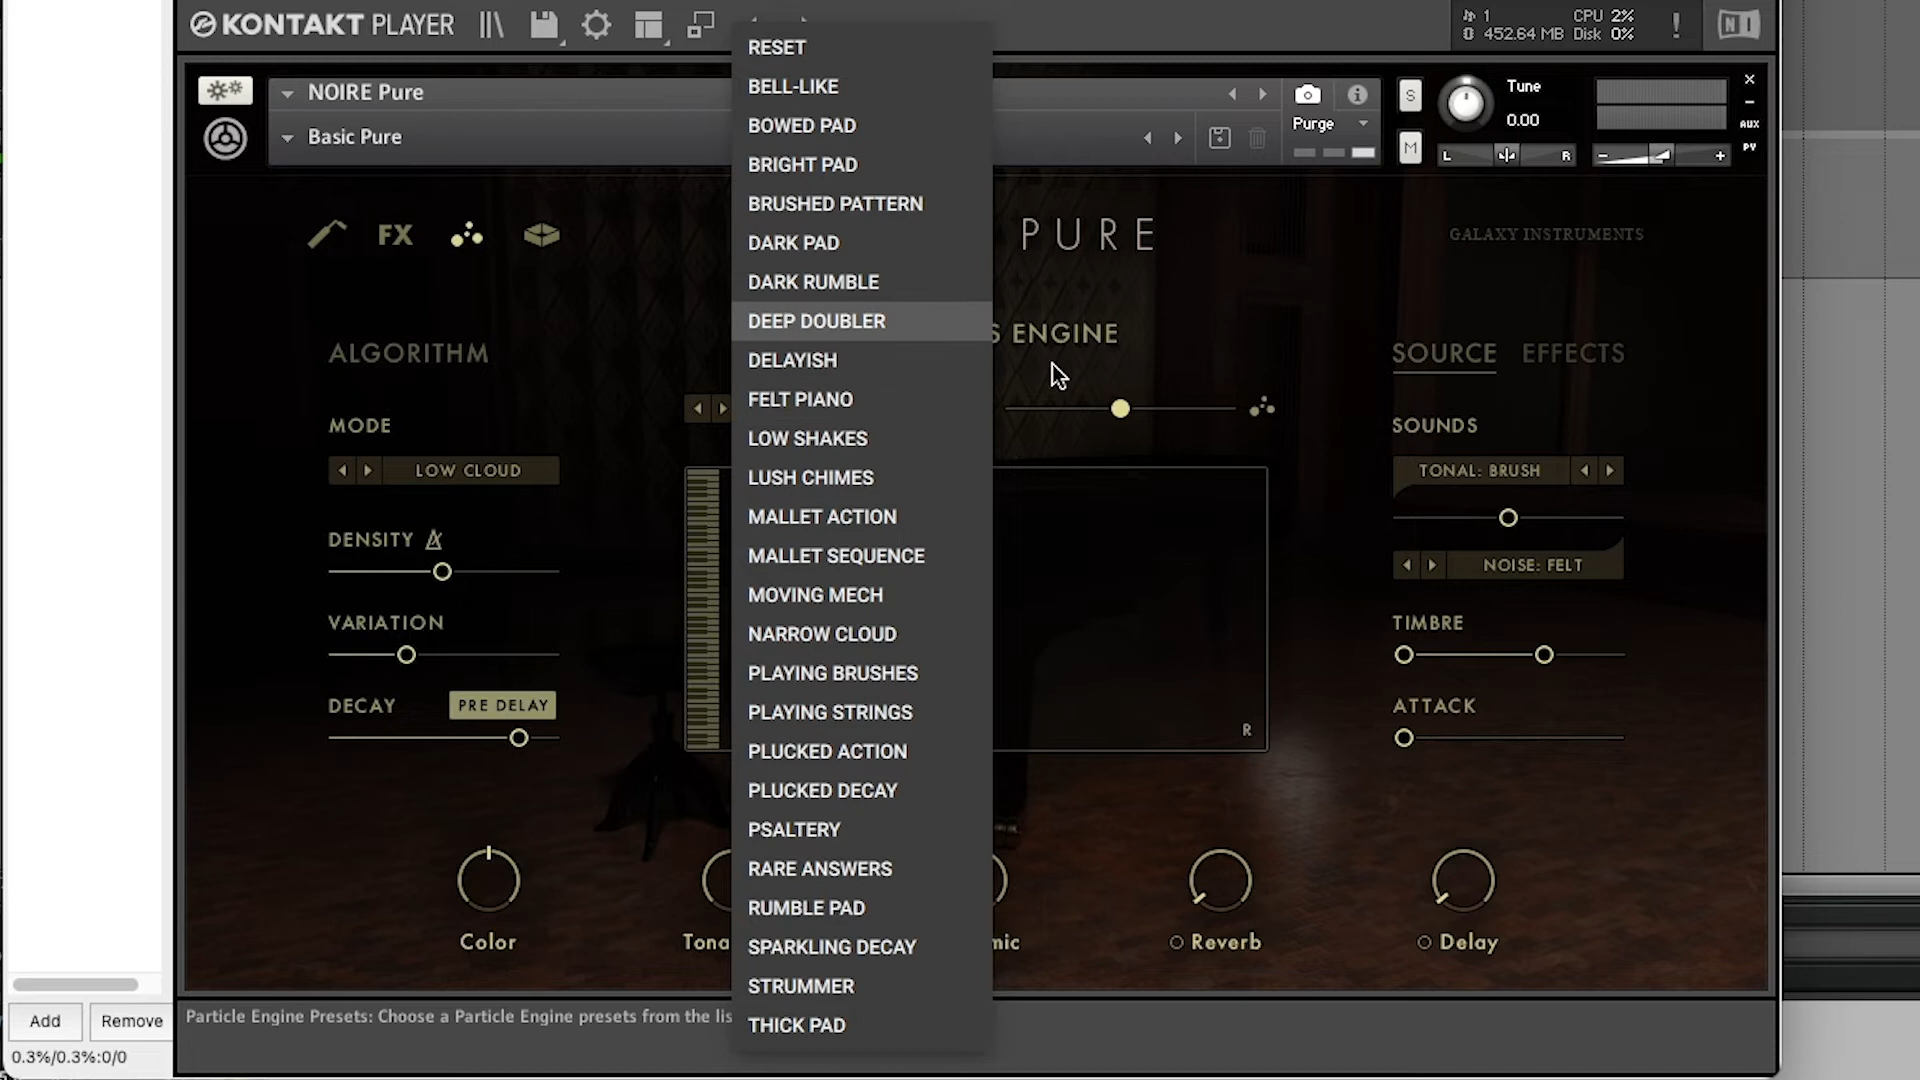 KONTAKT PLAYER
1
0 452.64 MB
CPU 2%
Disk 0%
!
NI
NOIRE Pure
Basic Pure
Purge
S
M
Tune
0.00
L R
- +
×
-
AUX
PV
RESET
BELL-LIKE
BOWED PAD
BRIGHT PAD
BRUSHED PATTERN
DARK PAD
DARK RUMBLE
DEEP DOUBLER
DELAYISH
FELT PIANO
LOW SHAKES
LUSH CHIMES
MALLET ACTION
MALLET SEQUENCE
MOVING MECH
NARROW CLOUD
PLAYING BRUSHES
PLAYING STRINGS
PLUCKED ACTION
PLUCKED DECAY
PSALTERY
RARE ANSWERS
RUMBLE PAD
SPARKLING DECAY
STRUMMER
THICK PAD
FX
PURE
GALAXY INSTRUMENTS
S ENGINE
ALGORITHM
MODE
LOW CLOUD
DENSITY
VARIATION
DECAY
PRE DELAY
R
SOURCE EFFECTS
SOUNDS
TONAL: BRUSH
NOISE: FELT
TIMBRE
ATTACK
Color
Tona
mic
Reverb
Delay
Particle Engine Presets: Choose a Particle Engine presets from the lis
Add
Remove
0.3%/0.3%:0/0